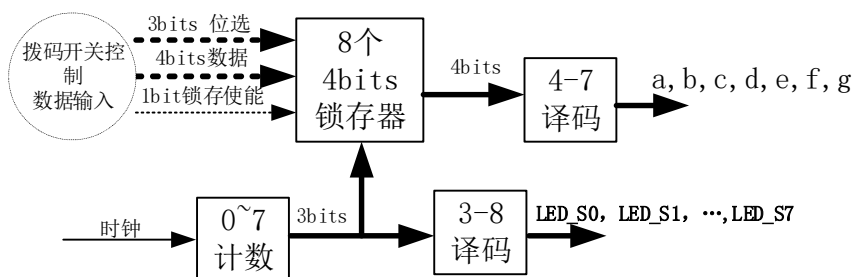 拨码开关控
制
数据输入
3bits 位选
4bits数据
1bit锁存使能
8个
4bits
锁存器
4bits
4-7
译码
a, b, c, d, e, f, g
时钟
0~7
计数
3bits
3-8
译码
LED_S0, LED_S1, …,LED_S7